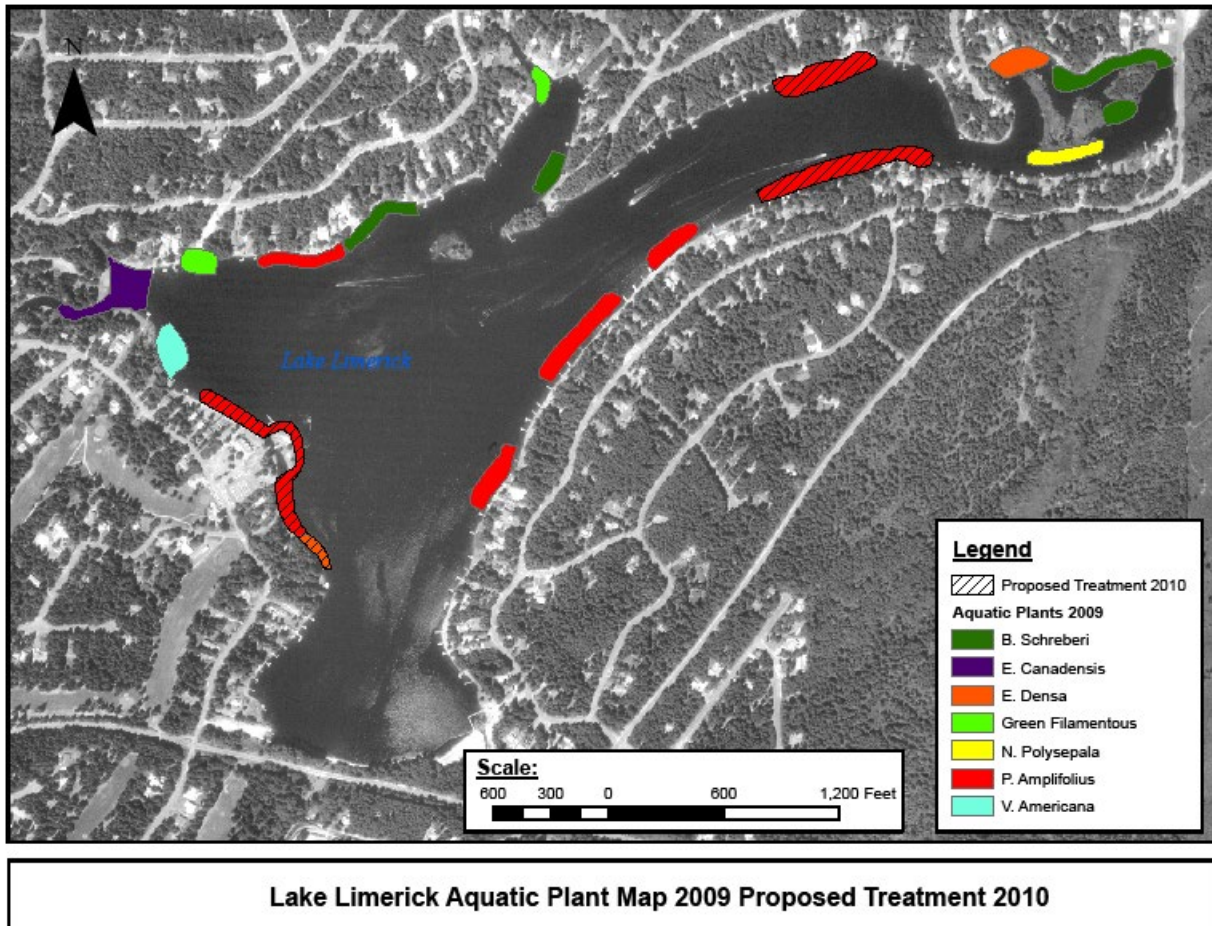 N
Lake Limerick
Legend
Proposed Treatment 2010
Aquatic Plants 2009
B. Schreberi
E. Canadensis
E. Densa
Green Filamentous
N. Polysepala
P. Amplifolius
V. Americana
Scale:
600 300 0 600 1,200 Feet
Lake Limerick Aquatic Plant Map 2009 Proposed Treatment 2010